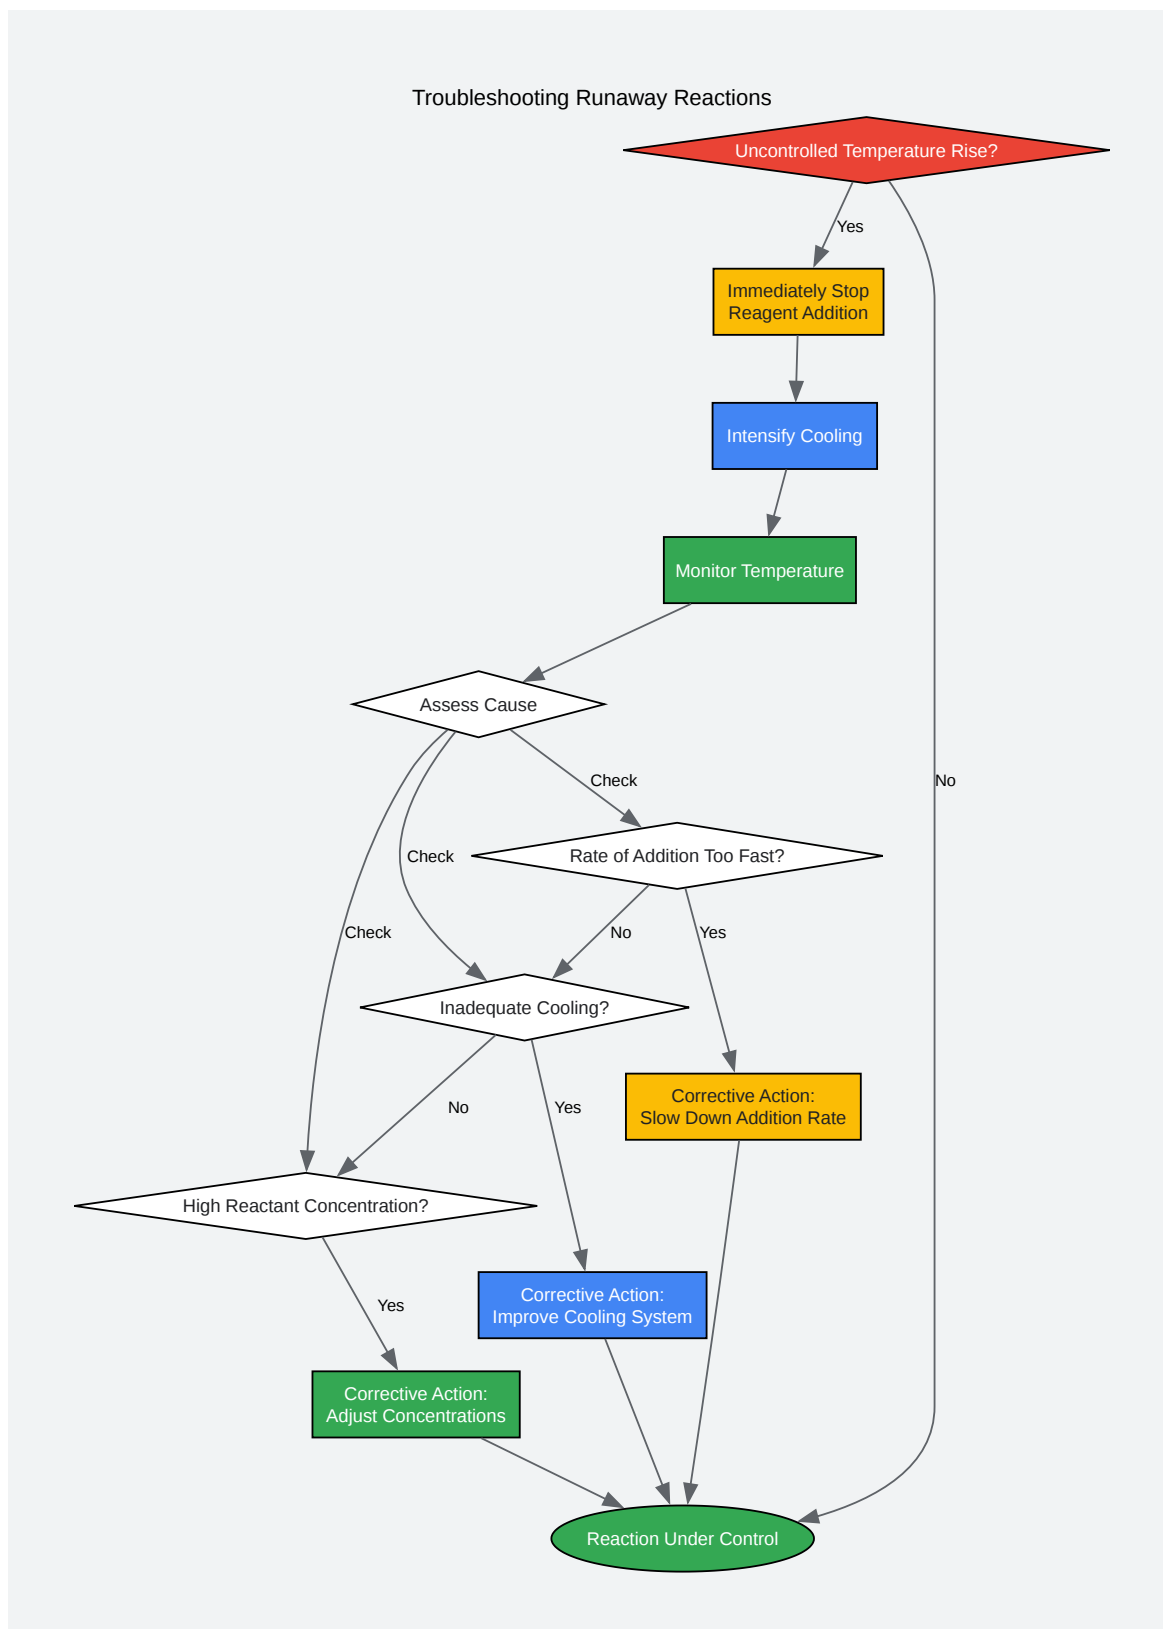 Troubleshooting Runaway Reactions
Uncontrolled Temperature Rise?
Yes
Immediately Stop
Reagent Addition
Intensify Cooling
Monitor Temperature
Assess Cause
Check
No
Rate of Addition Too Fast?
Check
Check
No
Yes
Inadequate Cooling?
Corrective Action:
Slow Down Addition Rate
No
Yes
High Reactant Concentration?
Corrective Action:
Improve Cooling System
Yes
Corrective Action:
Adjust Concentrations
Reaction Under Control